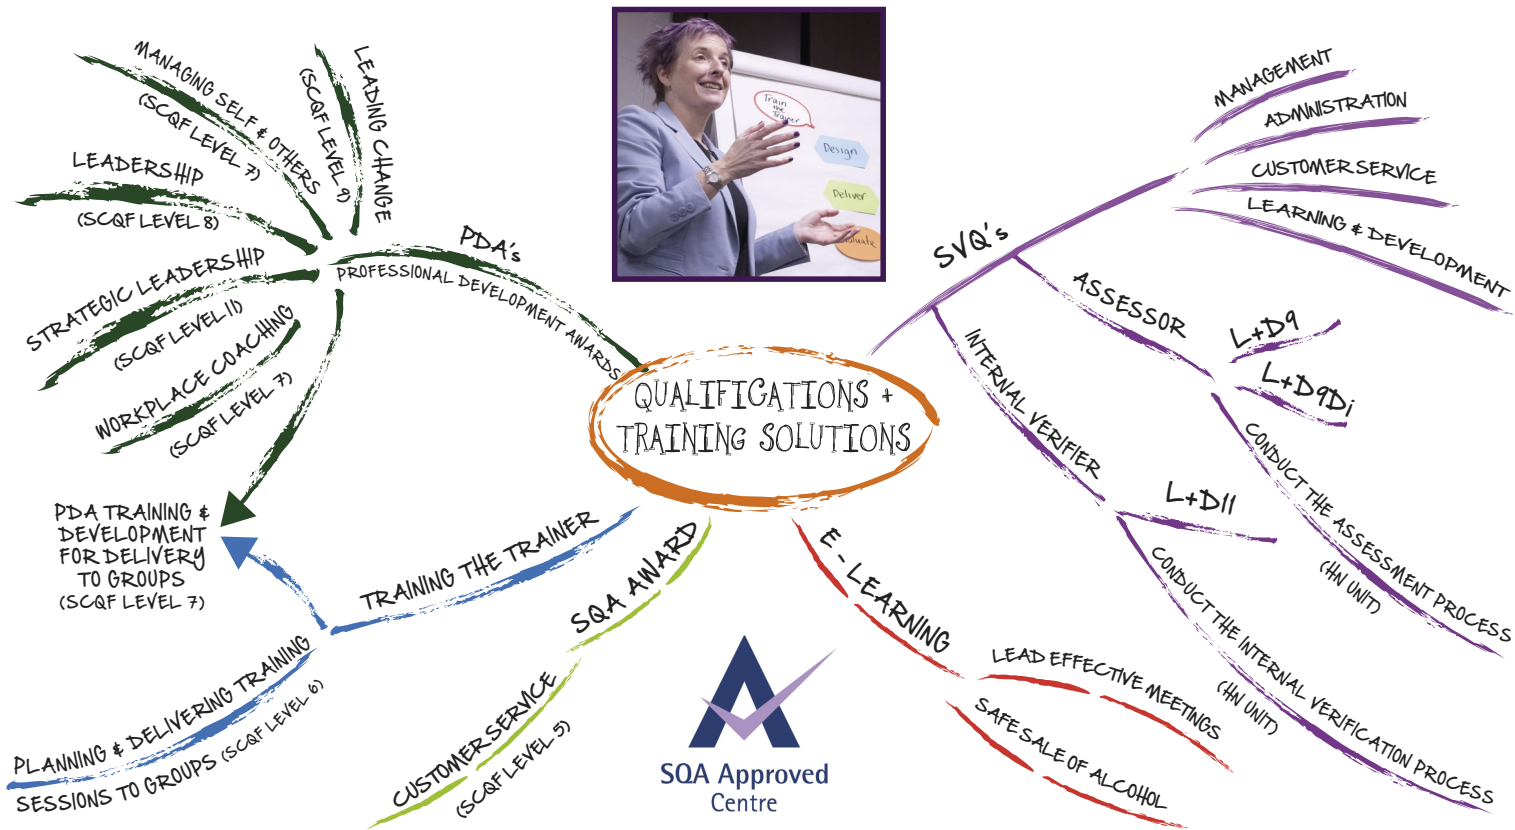 MANAGING SELF & OTHERS
(SCQF LEVEL 7)
LEADING CHANGE
(SCQF LEVEL 9)
LEADERSHIP
(SCQF LEVEL 8)
STRATEGIC LEADERSHIP
(SCQF LEVEL 11)
WORKPLACE COACHING
(SCQF LEVEL 7)
PDA's
PROFESSIONAL DEVELOPMENT AWARDS
PDA TRAINING &
DEVELOPMENT
FOR DELIVERY
TO GROUPS
(SCQF LEVEL 7)
Train
the
Trainer
Design
Deliver
QUALIFICATIONS +
TRAINING SOLUTIONS
SVQ's
MANAGEMENT
ADMINISTRATION
CUSTOMER SERVICE
LEARNING & DEVELOPMENT
ASSESSOR
L+D9
L+D9Di
CONDUCT THE ASSESSMENT PROCESS
(HN UNIT)
INTERNAL VERIFIER
L+D11
CONDUCT THE INTERNAL VERIFICATION PROCESS
(HN UNIT)
TRAINING THE TRAINER
PLANNING & DELIVERING TRAINING
SESSIONS TO GROUPS (SCQF LEVEL 6)
SQA AWARD
CUSTOMER SERVICE
(SCQF LEVEL 5)
E - LEARNING
LEAD EFFECTIVE MEETINGS
SAFE SALE OF ALCOHOL
SQA Approved
Centre